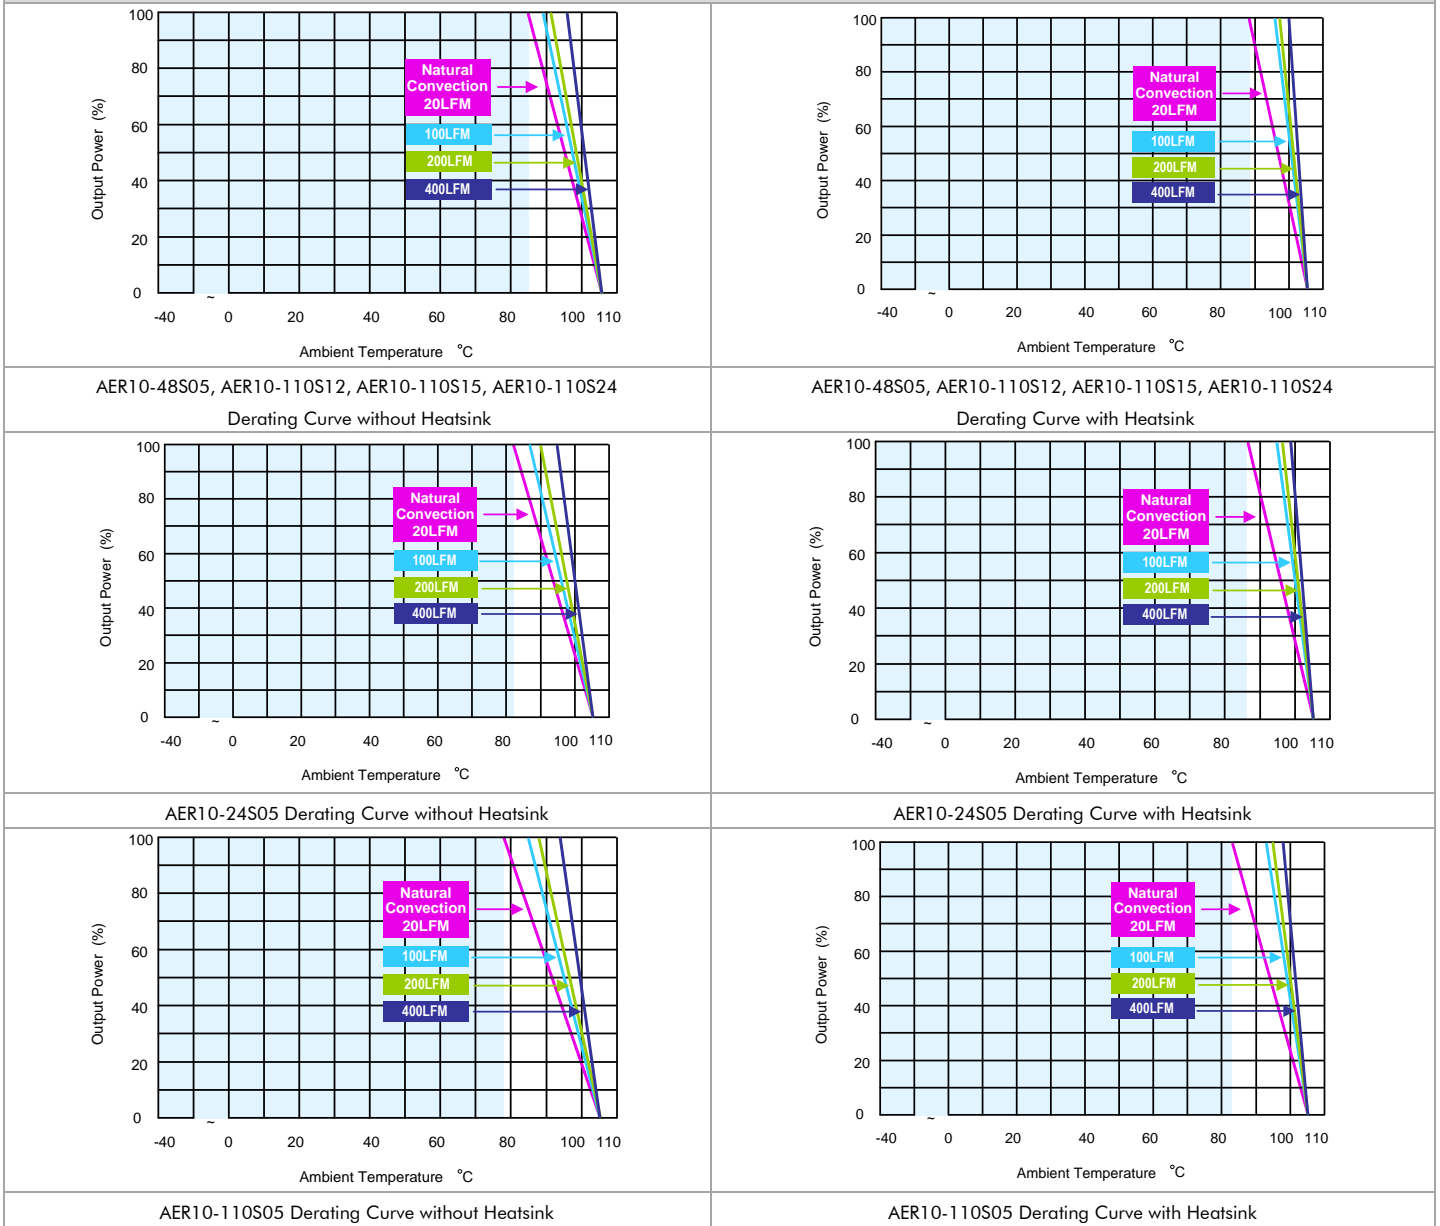 100
80
60
40
20
0
Output Power (%)
Natural
Convection
20LFM
100LFM
200LFM
400LFM
~
-40 0 20 40 60 80 100 110
Ambient Temperature °C
100
80
60
40
20
0
Output Power (%)
Natural
Convection
20LFM
100LFM
200LFM
400LFM
~
-40 0 20 40 60 80 100 110
Ambient Temperature °C
AER10-48S05, AER10-110S12, AER10-110S15, AER10-110S24
Derating Curve without Heatsink
AER10-48S05, AER10-110S12, AER10-110S15, AER10-110S24
Derating Curve with Heatsink
100
80
60
40
20
0
Output Power (%)
Natural
Convection
20LFM
100LFM
200LFM
400LFM
~
-40 0 20 40 60 80 100 110
Ambient Temperature °C
100
80
60
40
20
0
Output Power (%)
Natural
Convection
20LFM
100LFM
200LFM
400LFM
~
-40 0 20 40 60 80 100 110
Ambient Temperature °C
AER10-24S05 Derating Curve without Heatsink
AER10-24S05 Derating Curve with Heatsink
100
80
60
40
20
0
Output Power (%)
Natural
Convection
20LFM
100LFM
200LFM
400LFM
~
-40 0 20 40 60 80 100 110
Ambient Temperature °C
100
80
60
40
20
0
Output Power (%)
Natural
Convection
20LFM
100LFM
200LFM
400LFM
~
-40 0 20 40 60 80 100 110
Ambient Temperature °C
AER10-110S05 Derating Curve without Heatsink
AER10-110S05 Derating Curve with Heatsink